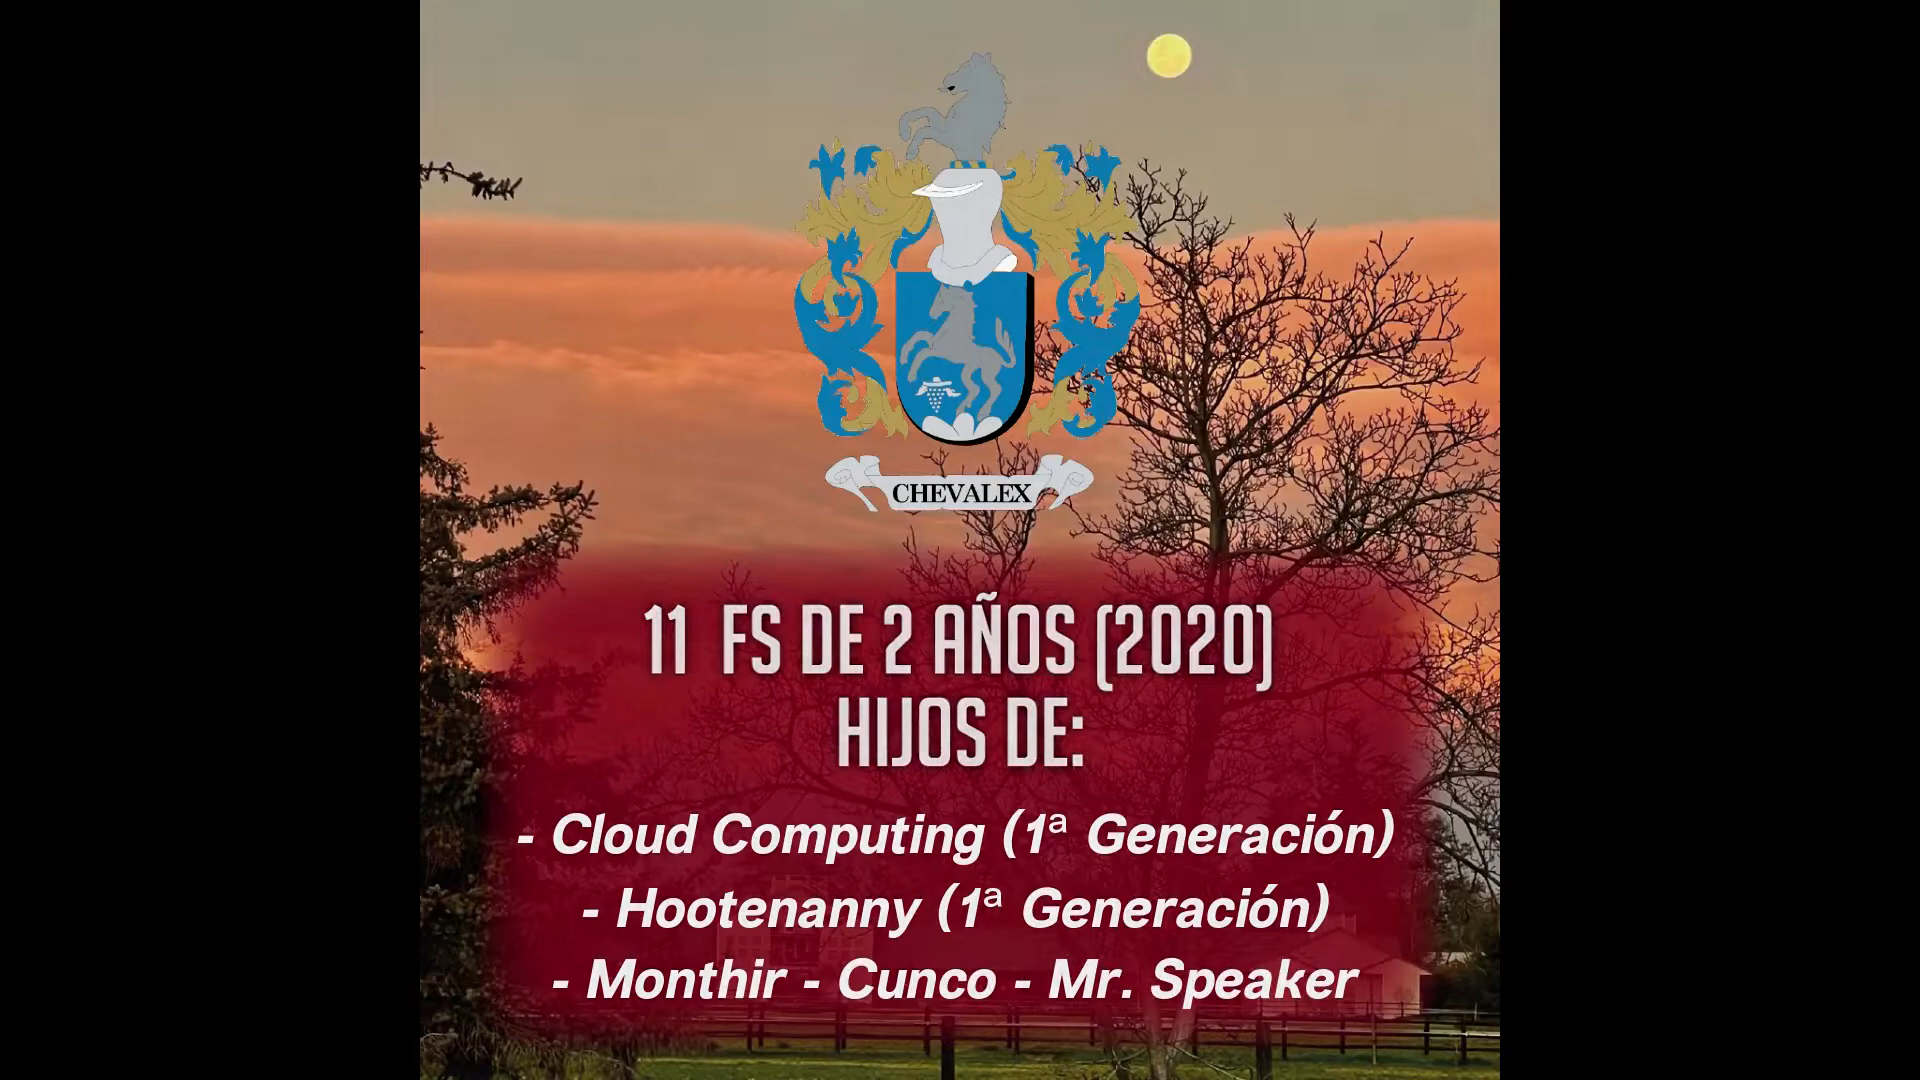 CHEVALEX
11 FS DE 2 AÑOS (2020)
HIJOS DE:
- Cloud Computing (1ª Generación)
- Hootenanny (1ª Generación)
- Monthir - Cunco - Mr. Speaker